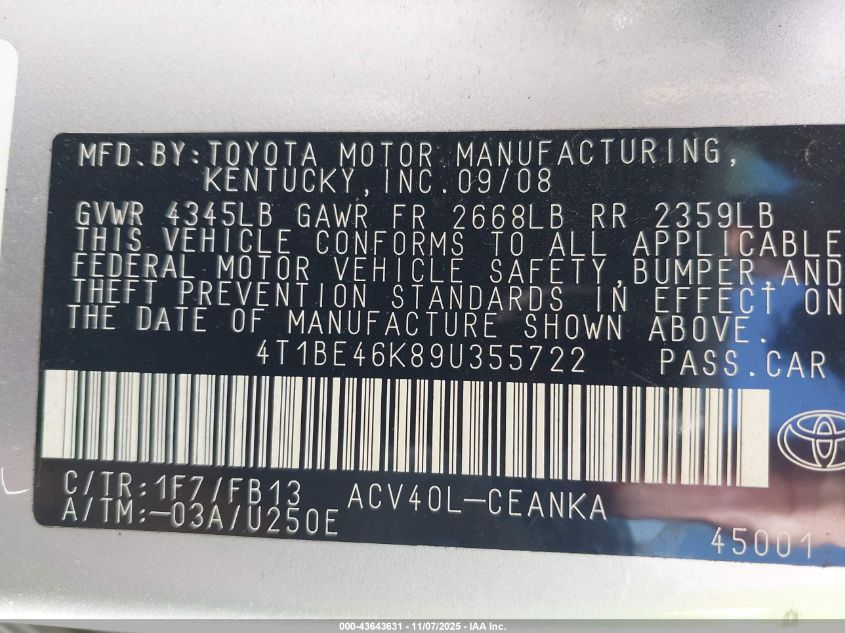 MFD.BY:TOYOTA MOTOR MANUFACTURING,
KENTUCKY,INC.09/08
GVWR 4345LB GAWR FR 2668LB RR 2359LB
THIS VEHICLE CONFORMS TO ALL APPLICABLE
FEDERAL MOTOR VEHICLE SAFETY,BUMPER,AND
THEFT PREVENTION STANDARDS IN EFFECT ON
THE DATE OF MANUFACTURE SHOWN ABOVE.
4T1BE46K89U355722 PASS.CAR
C/TR:1F7/FB13 ACV40L-CEANKA
A/TM:-03A/U250E
45001
000-43643631 - 11/07/2025 - IAA Inc.